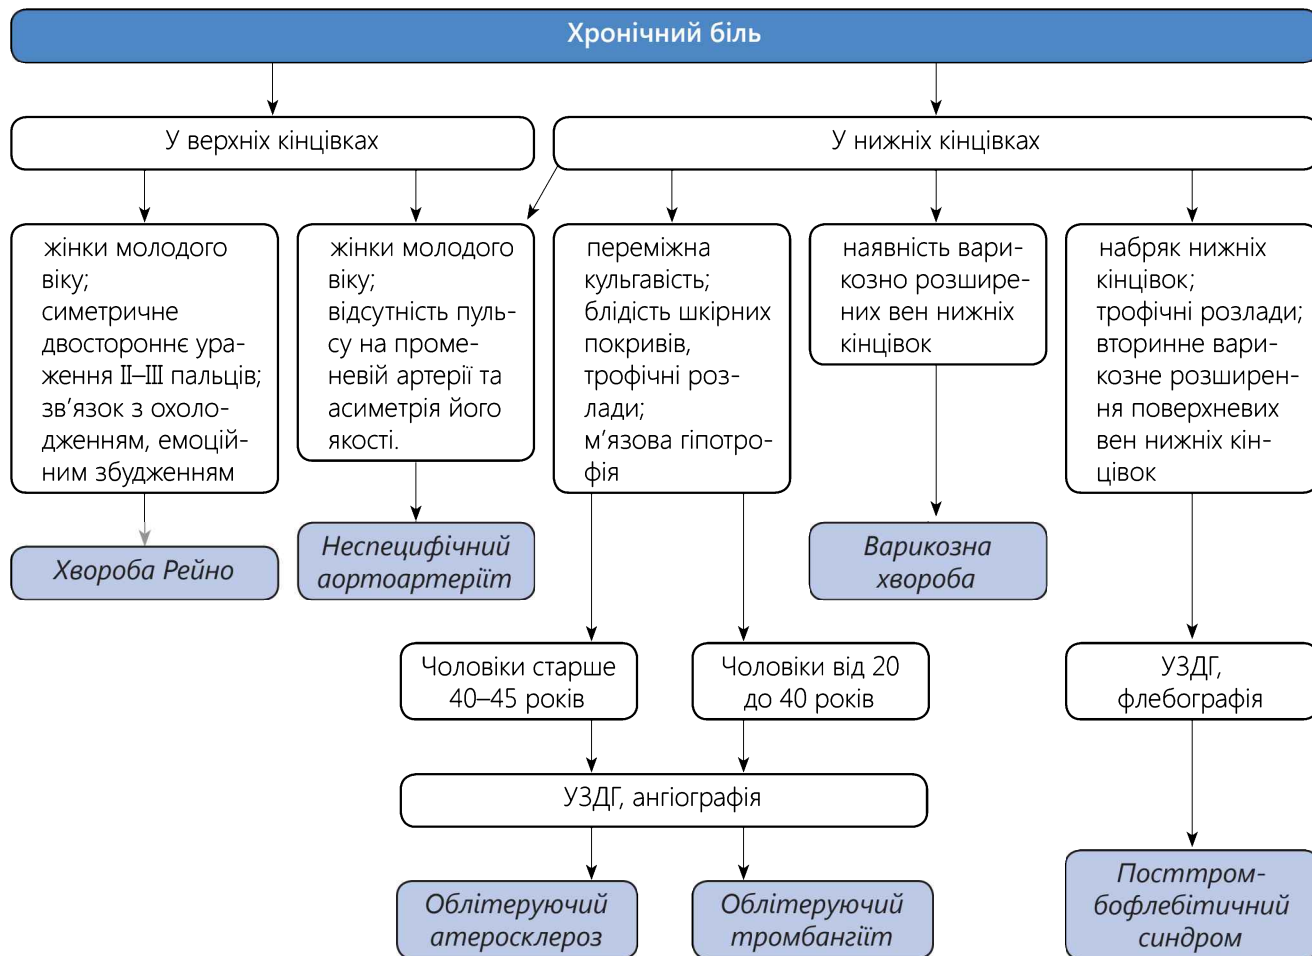 Хронічний біль
У верхніх кінцівках
У нижніх кінцівках
жінки молодого
віку;
симетричне
двостороннє ура-
ження II–III пальців;
зв’язок з охоло-
дженням, емоцій-
ним збудженням
жінки молодого
віку;
відсутність пуль-
су на проме-
невій артерії та
асиметрія його
якості.
переміжна
кульгавість;
блідість шкірних
покривів,
трофічні роз-
лади;
м’язова гіпотро-
фія
наявність вари-
козно розшире-
них вен нижніх
кінцівок
набряк нижніх
кінцівок;
трофічні розлади;
вторинне вари-
козне розширен-
ня поверхневих
вен нижніх кін-
цівок
Хвороба Рейно
Неспецифічний
аортоартеріїт
Варикозна
хвороба
Чоловіки старше
40–45 років
Чоловіки від 20
до 40 років
УЗДГ,
флебографія
УЗДГ, ангіографія
Облітеруючий
атеросклероз
Облітеруючий
тромбангіїт
Посттром-
бофлебітичний
синдром